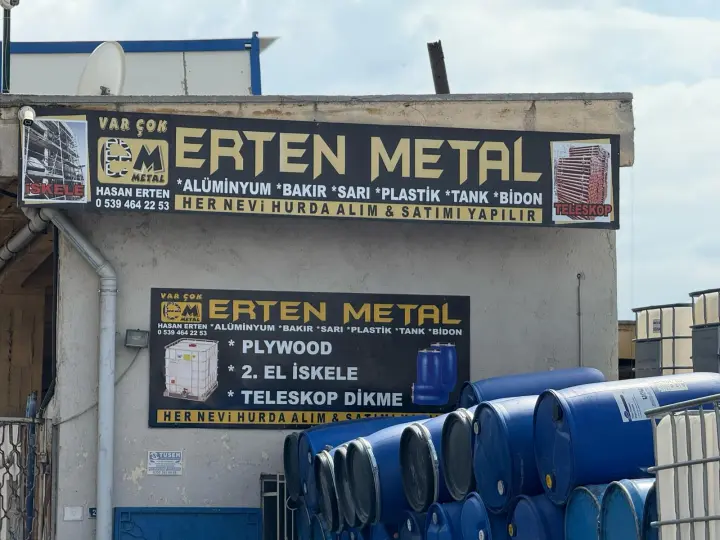 VAR ÇOK
EM
METAL
HASAN ERTEN
0 539 464 22 53
İSKELE
ERTEN METAL
*ALÜMİNYUM *BAKIR *SARI *PLASTİK *TANK *BİDON
HER NEVİ HURDA ALIM & SATIMI YAPILIR
TELESKOP
VAR ÇOK
EM
METAL
HASAN ERTEN
0 539 464 22 53
ERTEN METAL
*ALÜMİNYUM *BAKIR *SARI *PLASTİK *TANK *BİDON
* PLYWOOD
* 2. EL İSKELE
* TELESKOP DİKME
HER NEVİ HURDA ALIM & SATIMI
YUSEM